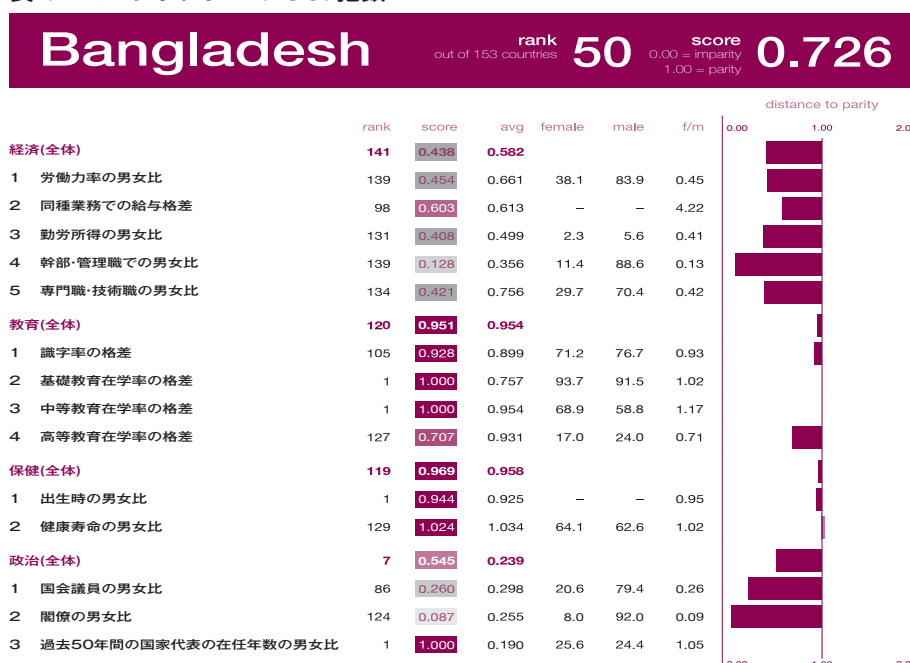 Bangladesh
rank
out of 153 countries
50
score
0.00 = imparity
1.00 = parity
0.726
distance to parity
rank score avg female male f/m 0.00 1.00 2.0
経済(全体) 141 0.438 0.582
1 労働力率の男女比 139 0.454 0.661 38.1 83.9 0.45
2 同種業務での給与格差 98 0.603 0.613 – – 4.22
3 勤労所得の男女比 131 0.408 0.499 2.3 5.6 0.41
4 幹部·管理職での男女比 139 0.128 0.356 11.4 88.6 0.13
5 専門職·技術職の男女比 134 0.421 0.756 29.7 70.4 0.42
教育(全体) 120 0.951 0.954
1 識字率の格差 105 0.928 0.899 71.2 76.7 0.93
2 基礎教育在学率の格差 1 1.000 0.757 93.7 91.5 1.02
3 中等教育在学率の格差 1 1.000 0.954 68.9 58.8 1.17
4 高等教育在学率の格差 127 0.707 0.931 17.0 24.0 0.71
保健(全体) 119 0.969 0.958
1 出生時の男女比 1 0.944 0.925 – – 0.95
2 健康寿命の男女比 129 1.024 1.034 64.1 62.6 1.02
政治(全体) 7 0.545 0.239
1 国会議員の男女比 86 0.260 0.298 20.6 79.4 0.26
2 閣僚の男女比 124 0.087 0.255 8.0 92.0 0.09
3 過去50年間の国家代表の在任年数の男女比 1 1.000 0.190 25.6 24.4 1.05